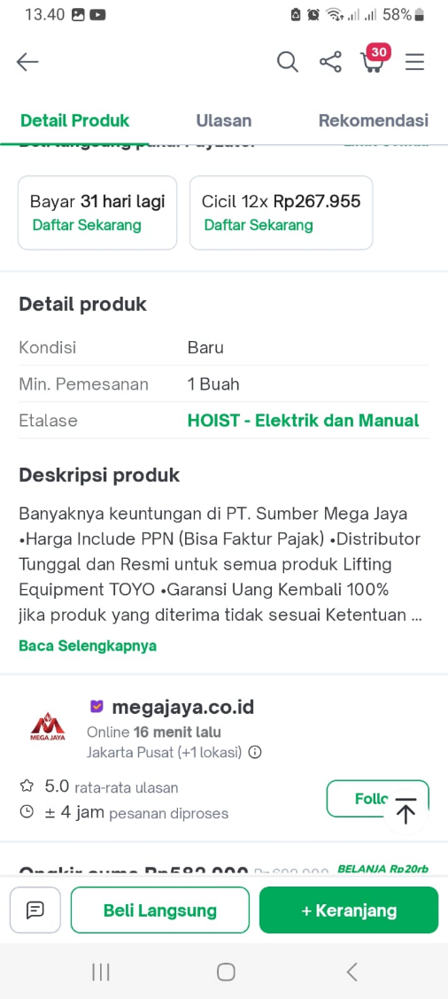 13.40
58%
30
Detail Produk
Ulasan
Rekomendasi
Bayar 31 hari lagi
Daftar Sekarang
Cicil 12x Rp267.955
Daftar Sekarang
Detail produk
Kondisi
Baru
Min. Pemesanan
1 Buah
Etalase
HOIST - Elektrik dan Manual
Deskripsi produk
Banyaknya keuntungan di PT. Sumber Mega Jaya
•Harga Include PPN (Bisa Faktur Pajak) •Distributor
Tunggal dan Resmi untuk semua produk Lifting
Equipment TOYO •Garansi Uang Kembali 100%
jika produk yang diterima tidak sesuai Ketentuan ...
Baca Selengkapnya
MEGA JAYA
megajaya.co.id
Online 16 menit lalu
Jakarta Pusat (+1 lokasi)
5.0 rata-rata ulasan
± 4 jam pesanan diproses
BELANJA Rp20rb
Beli Langsung
+ Keranjang